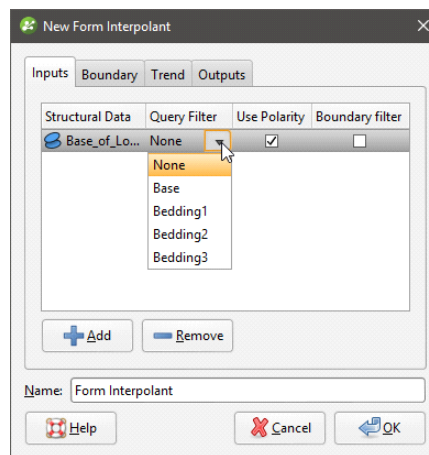 New Form Interpolant
Inputs Boundary Trend Outputs
Structural Data Query Filter Use Polarity Boundary filter
Base_of_Lo... None
None
Base
Bedding1
Bedding2
Bedding3
Add Remove
Name: Form Interpolant
Help Cancel OK